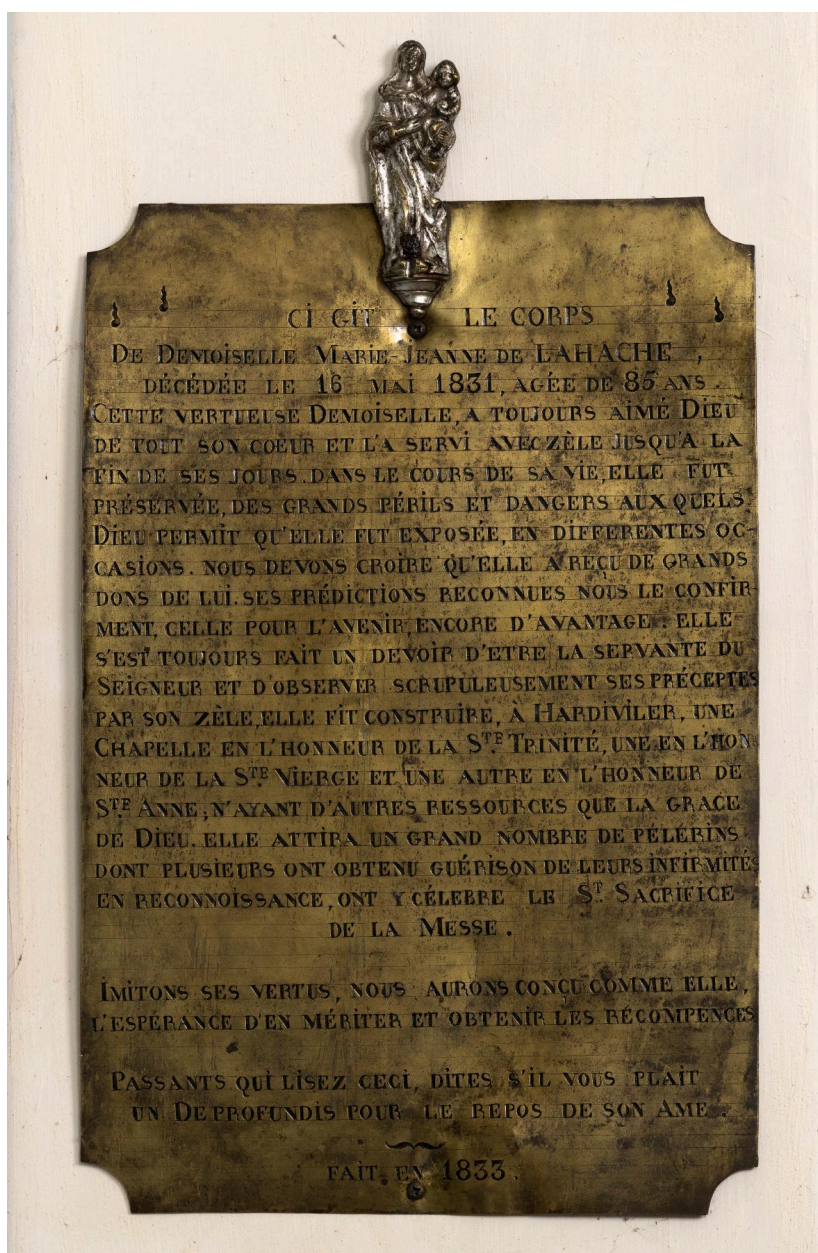 CI GIT LE CORPS
DE DEMOISELLE MARIE-JEANNE DE LAHACHE,
DÉCÉDÉE LE 16 MAI 1831, AGÉE DE 85 ANS.
CETTE VERTUEUSE DEMOISELLE, A TOUJOURS AIMÉ DIEU
DE TOUT SON COEUR ET L'A SERVI AVEC ZÈLE JUSQU'A LA
FIN DE SES JOURS. DANS LE COURS DE SA VIE, ELLE FUT
PRÉSERVÉE, DES GRANDS PÉRILS ET DANGERS AUX QUELS
DIEU PERMIT QU'ELLE FUT EXPOSÉE, EN DIFFERENTES OC-
CASIONS. NOUS DEVONS CROIRE QU'ELLE A REÇU DE GRANDS
DONS DE LUI. SES PRÉDICTIONS RECONNUES NOUS LE CONFIR-
MENT, CELLE POUR L'AVENIR, ENCORE D'AVANTAGE. ELLE
S'EST TOUJOURS FAIT UN DEVOIR D'ETRE LA SERVANTE DU
SEIGNEUR ET D'OBSERVER SCRUPULEUSEMENT SES PRÉCEPTES
PAR SON ZÈLE, ELLE FIT CONSTRUIRE, À HARDIVILER, UNE
CHAPELLE EN L'HONNEUR DE LA STE. TRINITÉ, UNE EN L'HON
NEUR DE LA STE. VIERGE ET UNE AUTRE EN L'HONNEUR DE
STE. ANNE, N'AYANT D'AUTRES RESSOURCES QUE LA GRACE
DE DIEU. ELLE ATTIRA UN GRAND NOMBRE DE PÉLÉRINS
DONT PLUSIEURS ONT OBTENU GUÉRISON DE LEURS INFIRMITÉS
EN RECONNOISSANCE, ONT Y CÉLEBRE LE ST. SACRIFICE
DE LA MESSE.
IMITONS SES VERTUS, NOUS AURONS CONÇU COMME ELLE,
L'ESPÉRANCE D'EN MÉRITER ET OBTENIR LES RÉCOMPENCES
PASSANTS QUI LISEZ CECI, DITES S'IL VOUS PLAIT
UN DE PROFUNDIS POUR LE REPOS DE SON AME.
FAIT EN 1833.